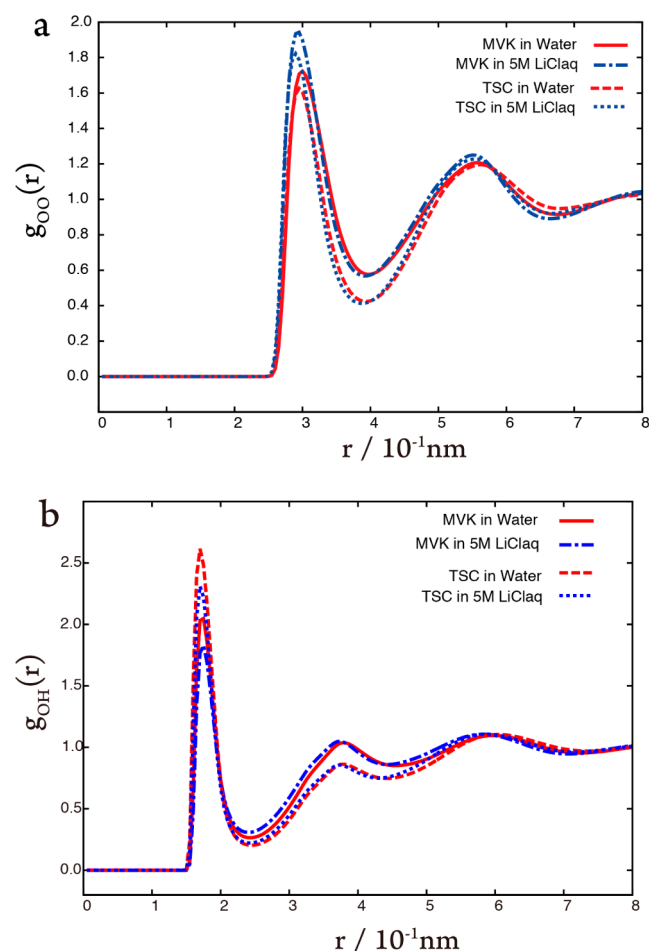 a
2.0
1.8
1.6
1.4
1.2
1.0
0.8
0.6
0.4
0.2
0.0
g_OO(r)
MVK in Water
MVK in 5M LiClaq
TSC in Water
TSC in 5M LiClaq
0 1 2 3 4 5 6 7 8
r / 10⁻¹nm
b
2.5
2.0
1.5
1.0
0.5
0.0
g_OH(r)
MVK in Water
MVK in 5M LiClaq
TSC in Water
TSC in 5M LiClaq
0 1 2 3 4 5 6 7 8
r / 10⁻¹nm